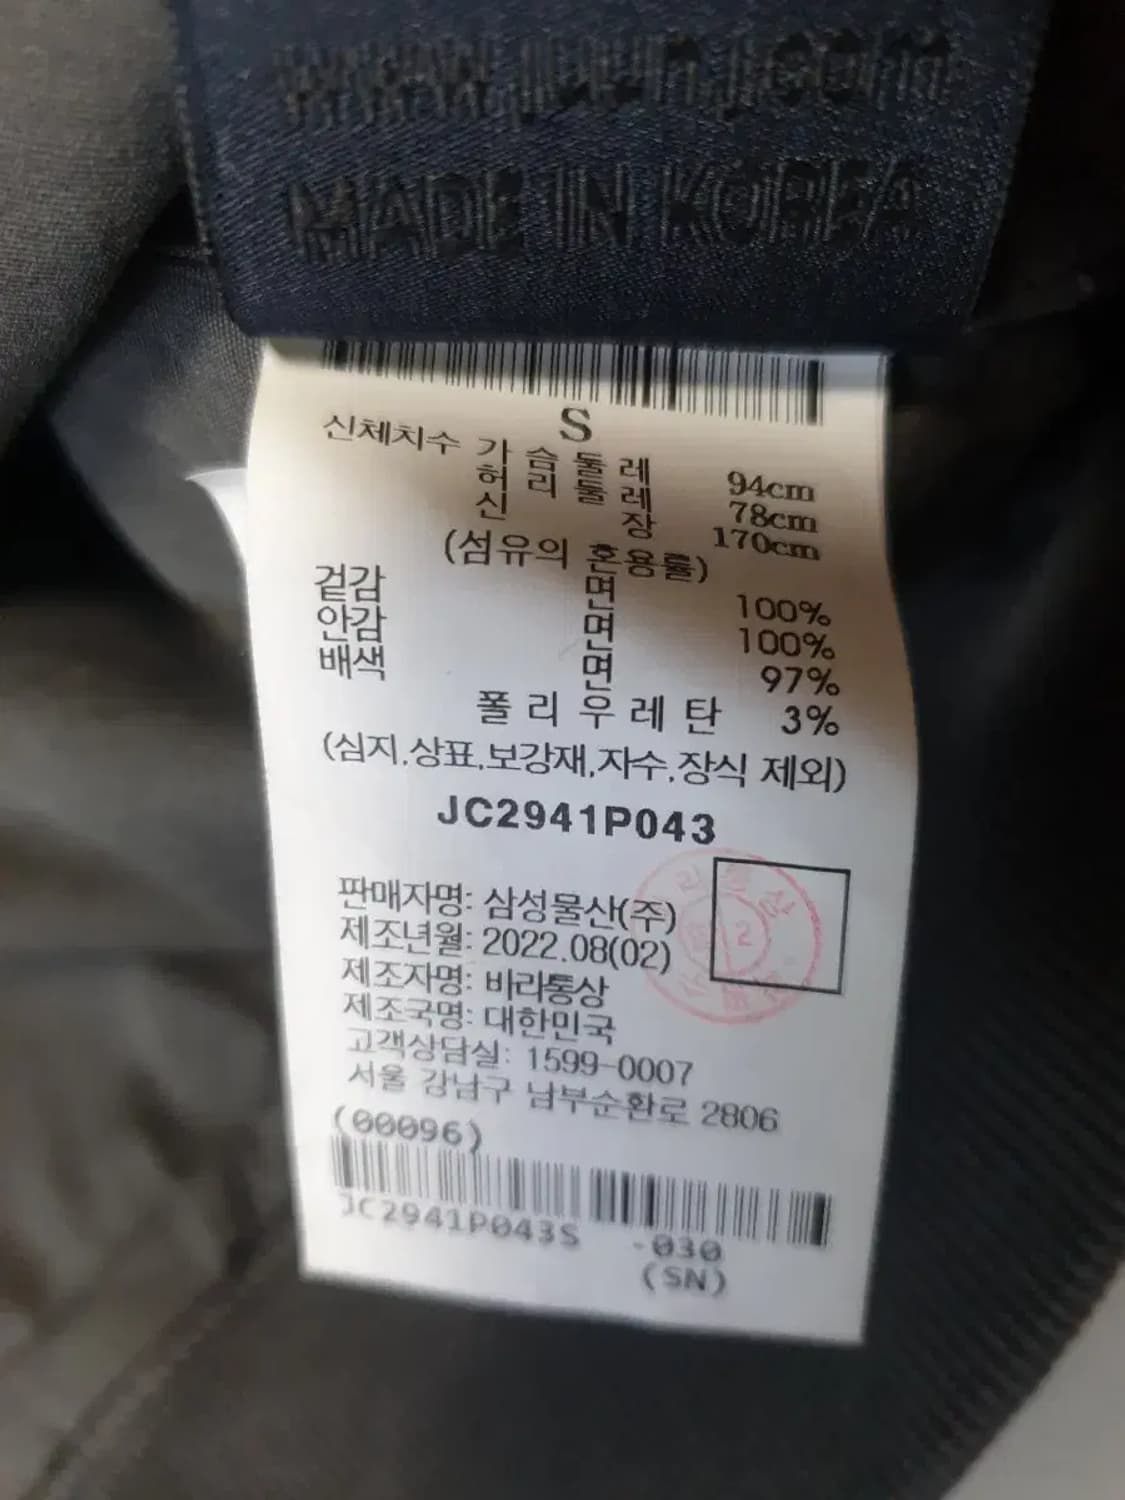 www.juunj.com
MADE IN KOREA
S
신체치수 가슴둘레 94cm
허리둘레 78cm
신장 170cm
(섬유의 혼용률)
겉감 면 100%
안감 면 100%
배색 면 97%
폴리우레탄 3%
(심지,상표,보강재,자수,장식 제외)
JC2941P043
판매자명: 삼성물산(주)
제조년월: 2022.08(02)
제조자명: 바리통상
제조국명: 대한민국
고객상담실: 1599-0007
서울 강남구 남부순환로 2806
(00096)
JC2941P043S -030
(SN)